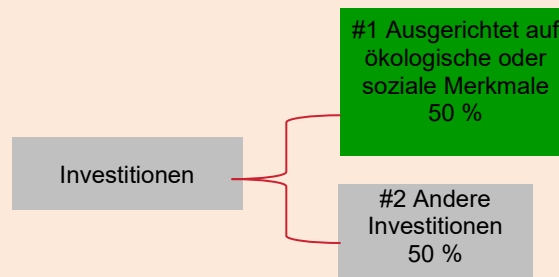 #1 Ausgerichtet auf
ökologische oder
soziale Merkmale
50 %
Investitionen
#2 Andere
Investitionen
50 %